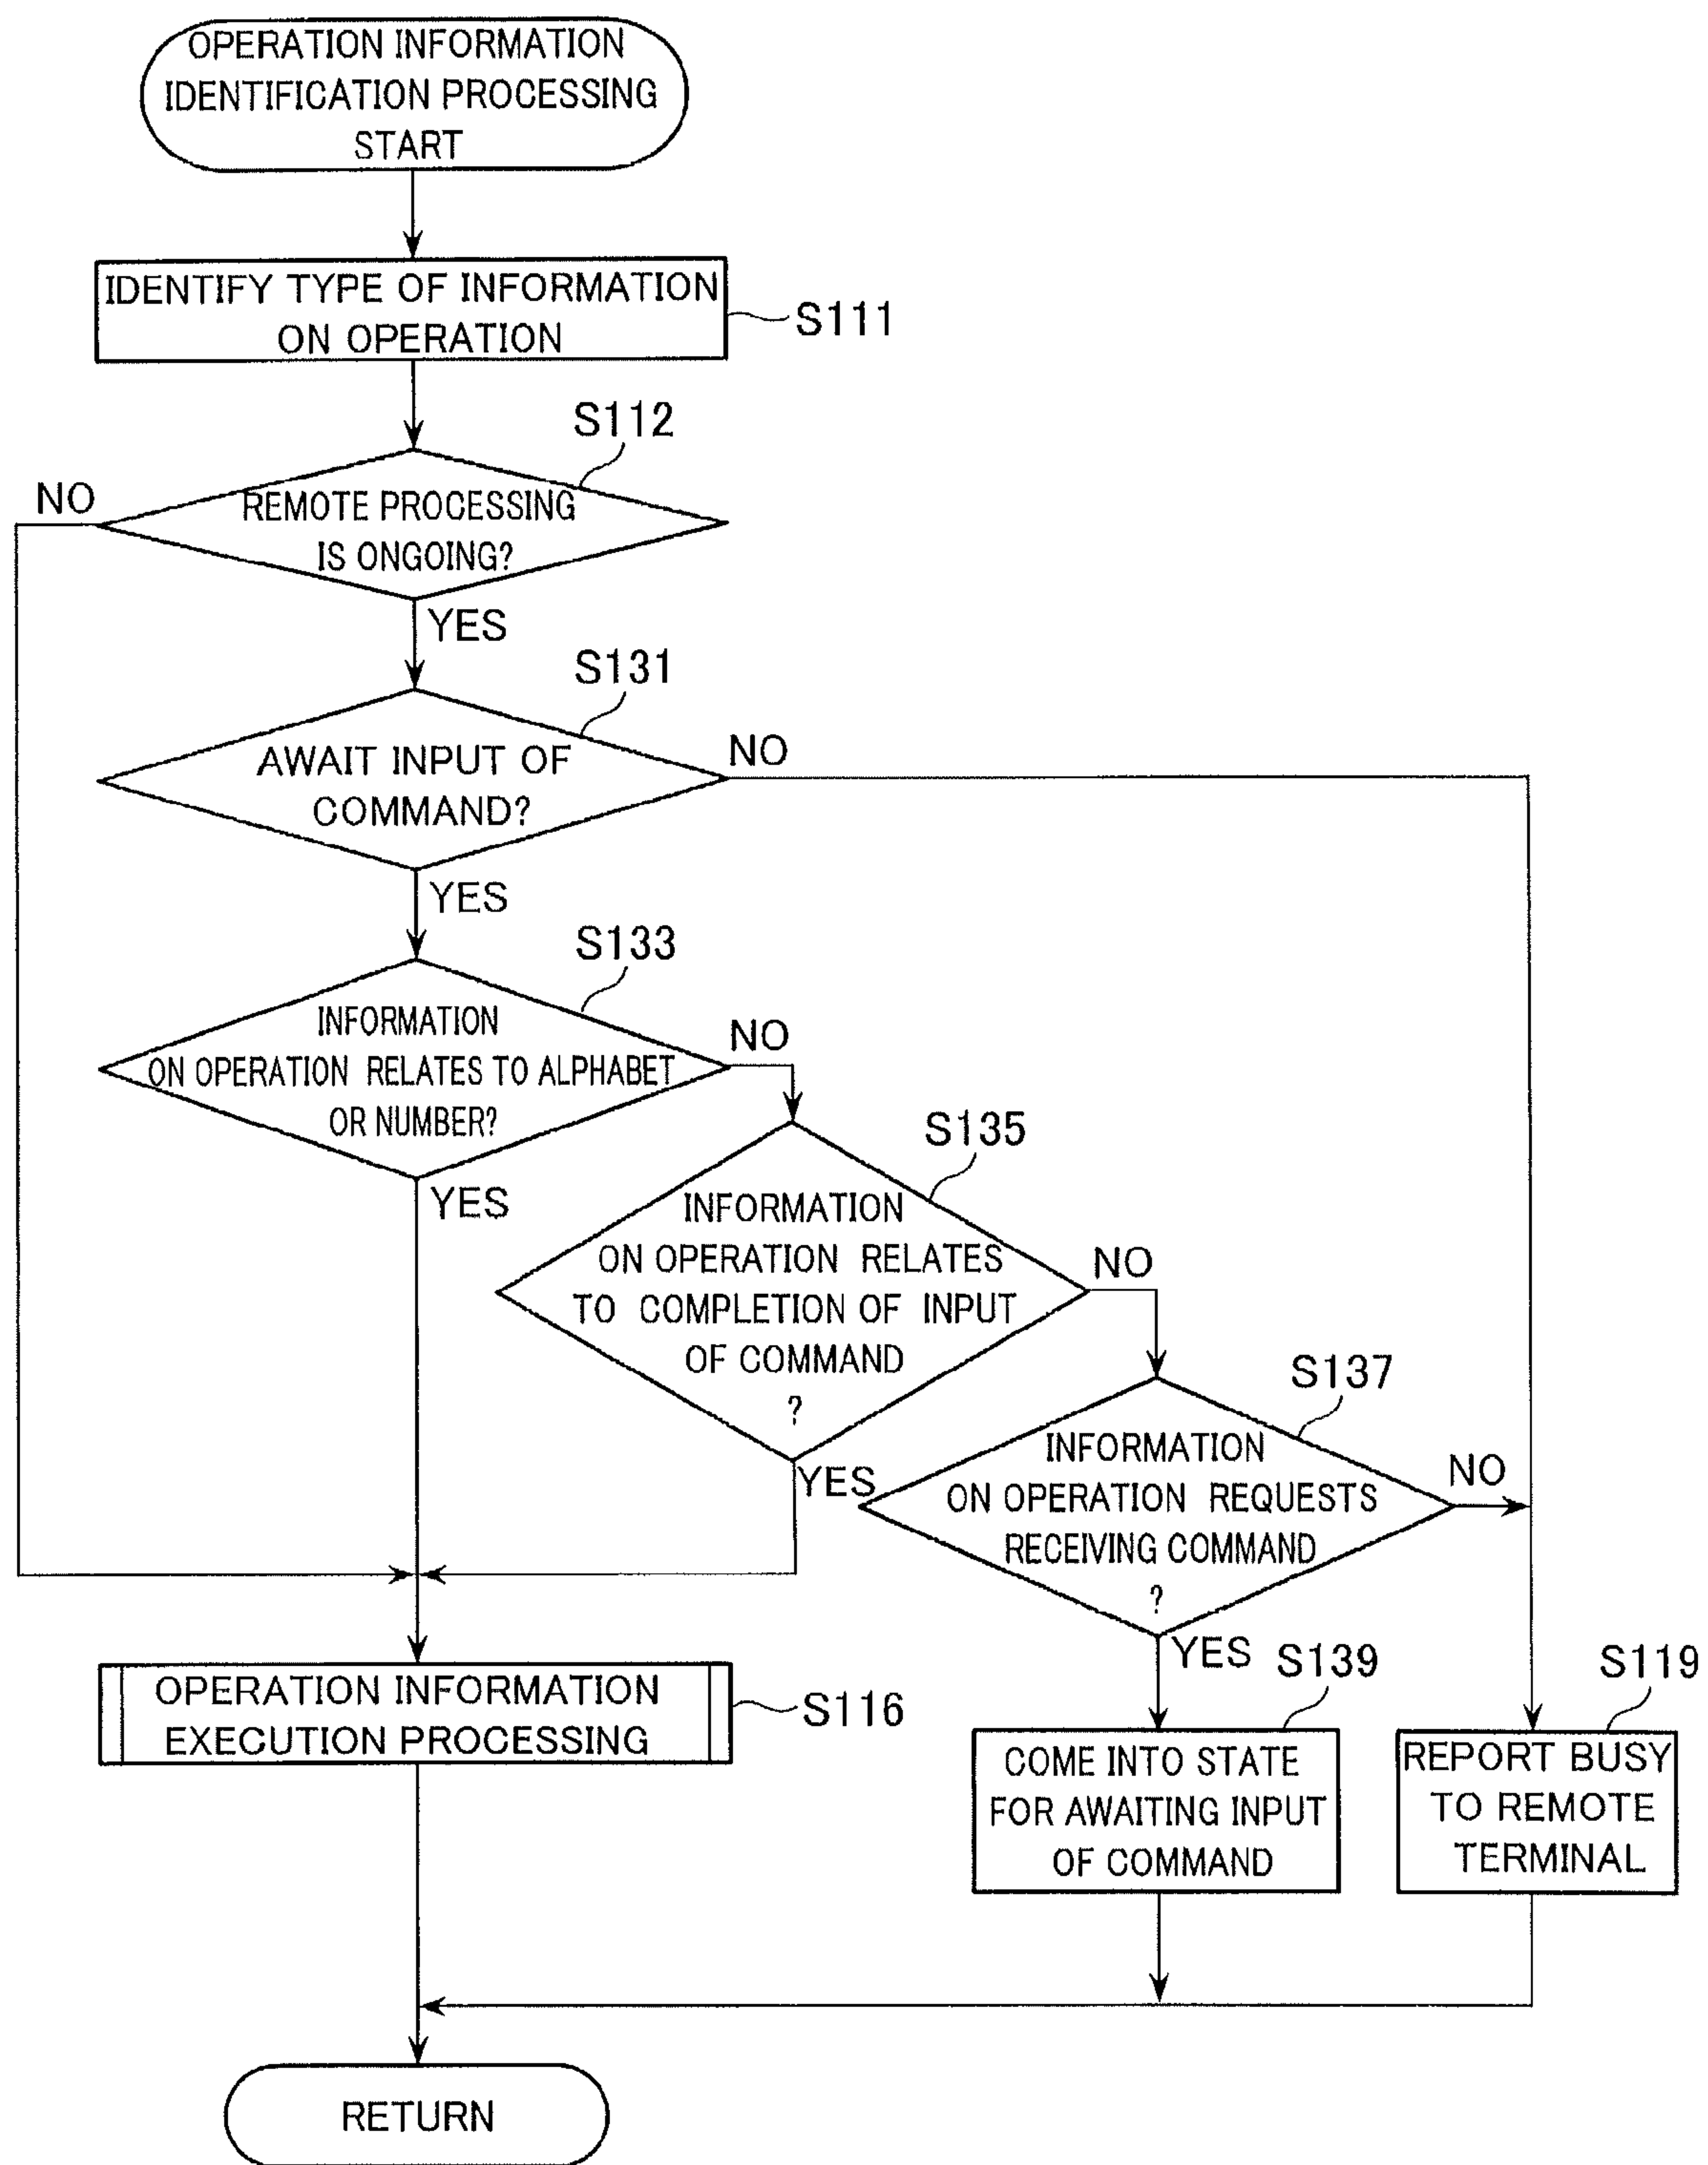 OPERATION INFORMATION
IDENTIFICATION PROCESSING
START
IDENTIFY TYPE OF INFORMATION
ON OPERATION
S111
S112
NO
REMOTE PROCESSING
IS ONGOING?
YES
S131
AWAIT INPUT OF
COMMAND?
NO
YES
S133
INFORMATION
ON OPERATION RELATES TO ALPHABET
OR NUMBER?
NO
YES
S135
INFORMATION
ON OPERATION RELATES
TO COMPLETION OF INPUT
OF COMMAND
?
NO
YES
S137
INFORMATION
ON OPERATION REQUESTS
RECEIVING COMMAND
?
NO
YES
OPERATION INFORMATION
EXECUTION PROCESSING
S116
S139
COME INTO STATE
FOR AWAITING INPUT
OF COMMAND
S119
REPORT BUSY
TO REMOTE
TERMINAL
RETURN